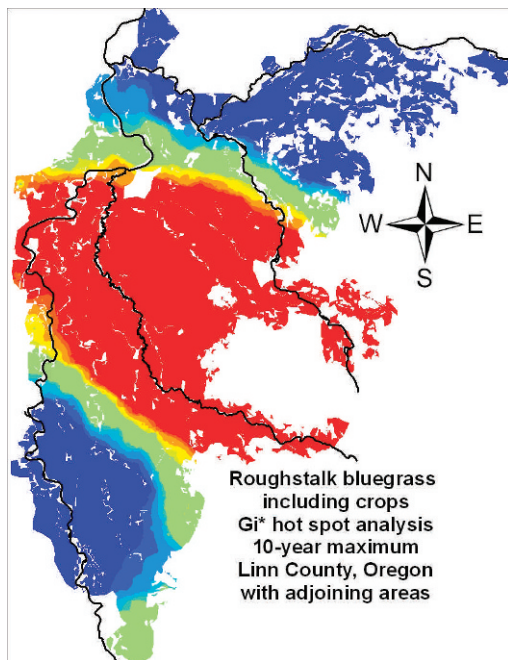 N
W E
S
Roughstalk bluegrass
including crops
Gi* hot spot analysis
10-year maximum
Linn County, Oregon
with adjoining areas